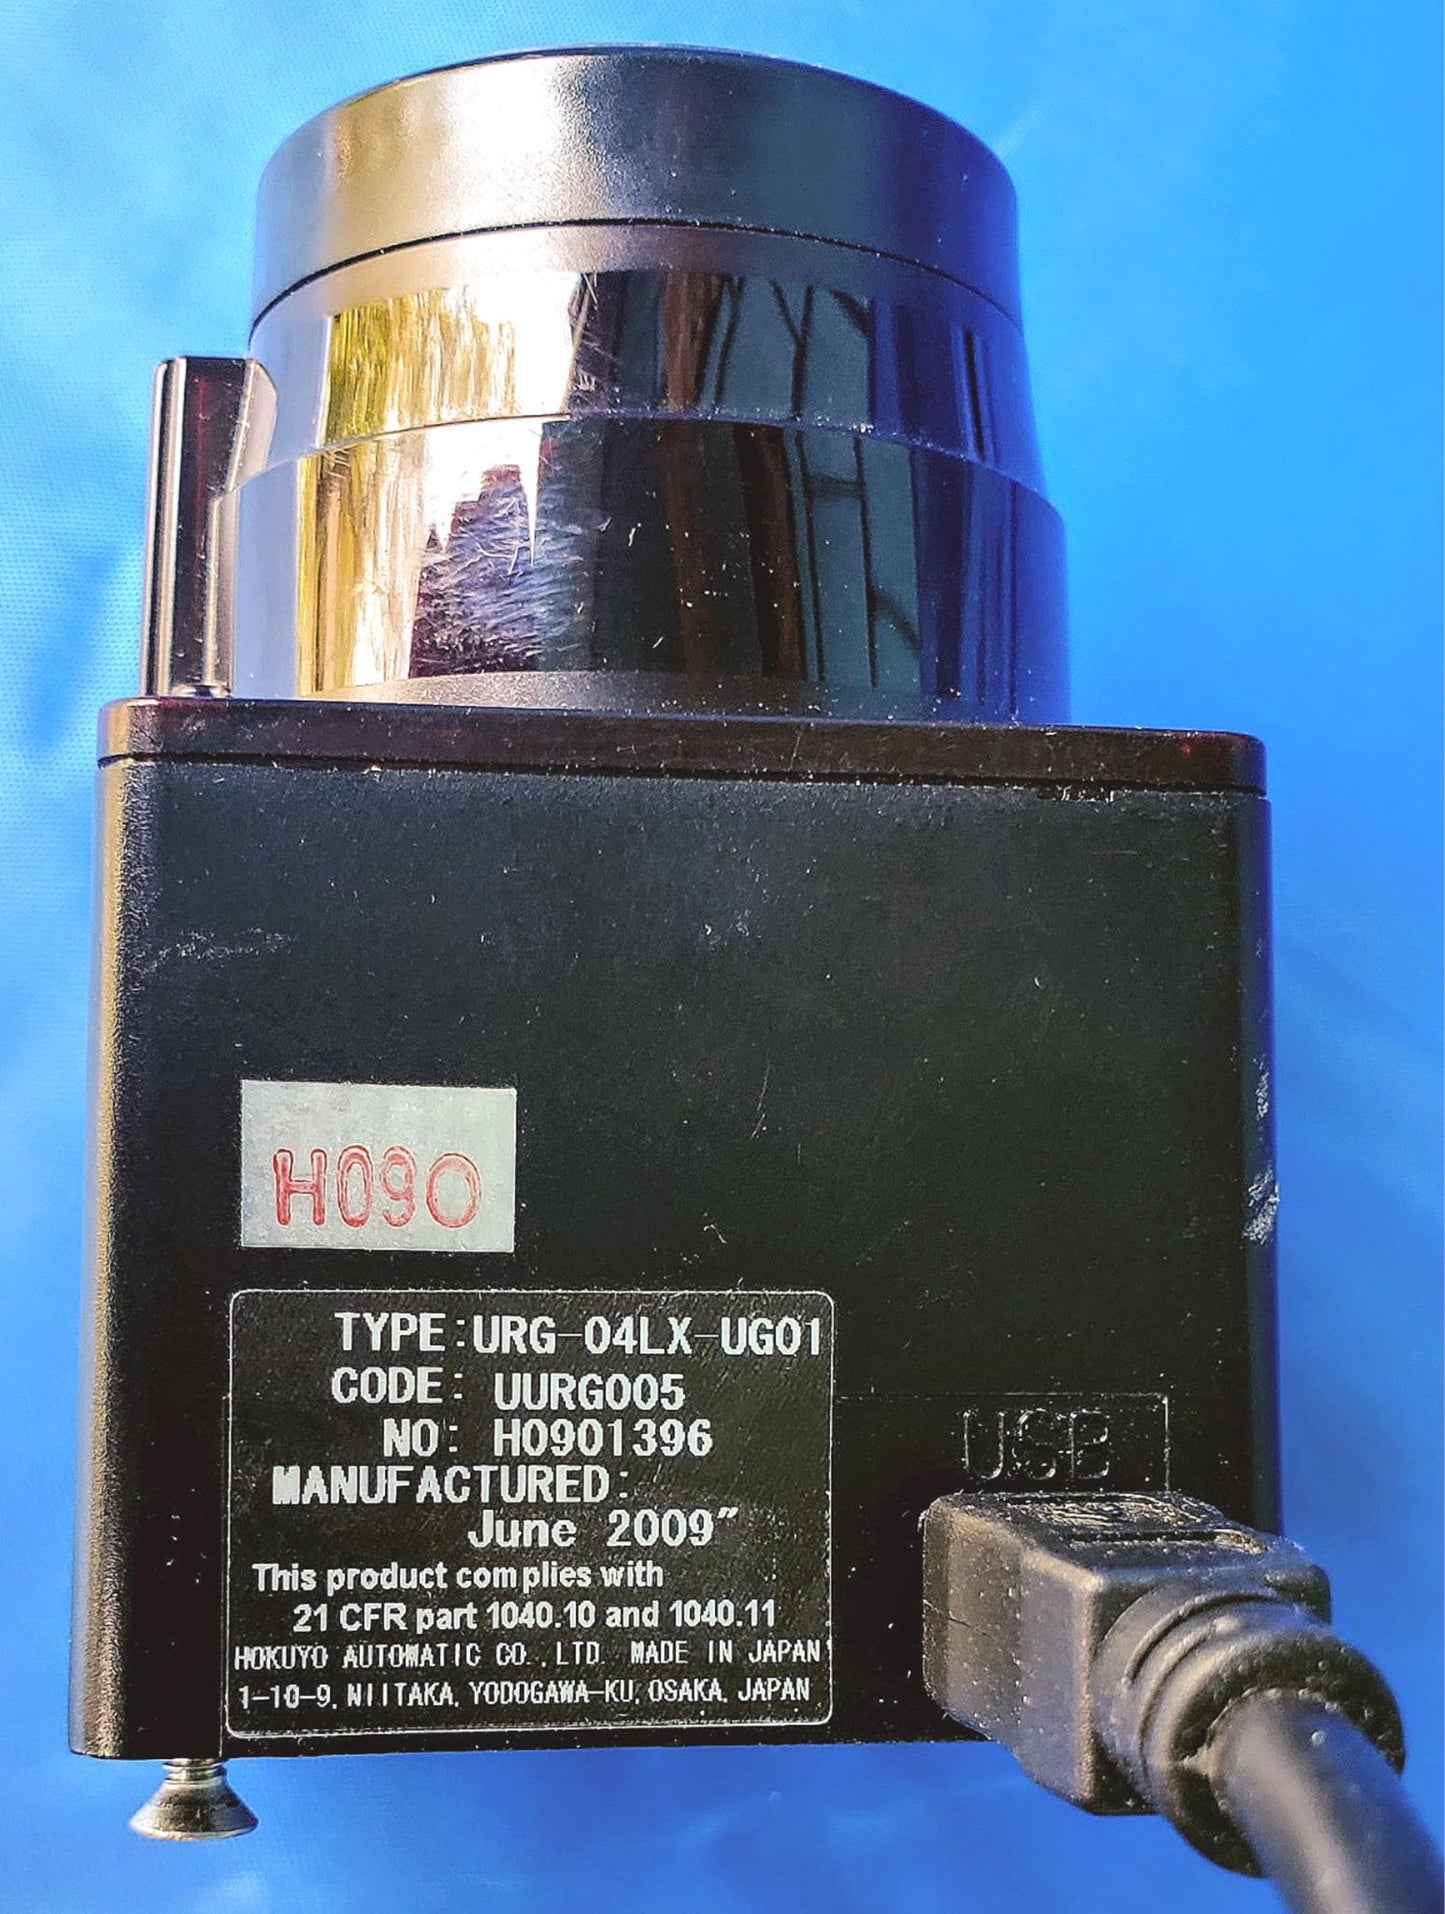 H090
TYPE:URG-04LX-UG01
CODE: UURG005
NO: H0901396
MANUFACTURED:
June 2009"
This product complies with
21 CFR part 1040.10 and 1040.11
HOKUYO AUTOMATIC CO.,LTD. MADE IN JAPAN
1-10-9, NIITAKA, YODOGAWA-KU, OSAKA, JAPAN
USB